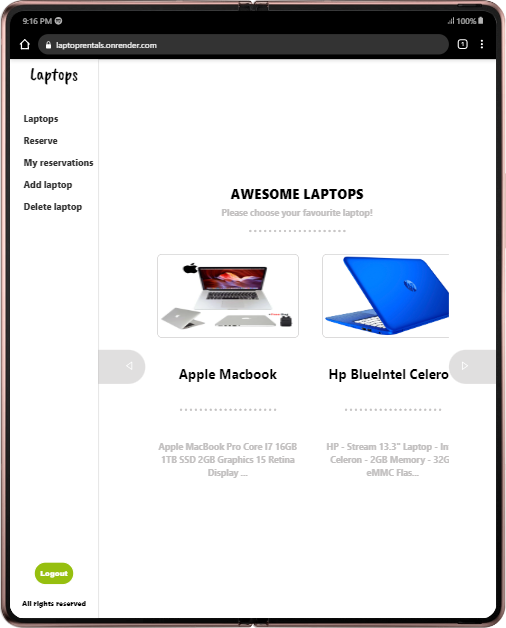 9:16 PM
100%
laptoprentals.onrender.com
1
Laptops
Laptops
Reserve
My reservations
Add laptop
Delete laptop
Logout
All rights reserved
AWESOME LAPTOPS
Please choose your favourite laptop!
Apple Macbook
Apple MacBook Pro Core I7 16GB
1TB SSD 2GB Graphics 15 Retina
Display ...
Hp BlueIntel Celero
HP - Stream 13.3" Laptop - Int
Celeron - 2GB Memory - 32G
eMMC Flas...